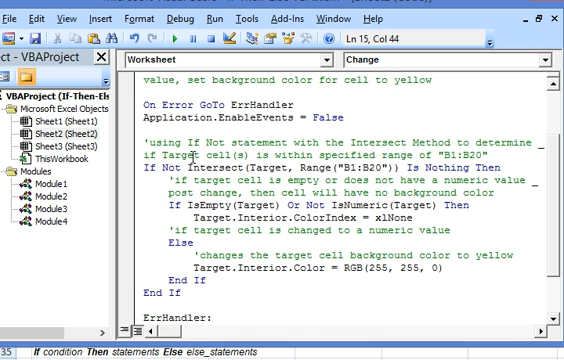 File Edit View Insert Format Debug Run Tools Add-Ins Window Help
Ln 15, Col 44
ct - VBAProject
Worksheet
Change
VBAProject (If-Then-Els
Microsoft Excel Objects
Sheet1 (Sheet1)
Sheet2 (Sheet2)
Sheet3 (Sheet3)
ThisWorkbook
Modules
Module1
Module2
Module3
Module4
value, set background color for cell to yellow
On Error GoTo ErrHandler
Application.EnableEvents = False
'using If Not statement with the Intersect Method to determine _
if Target cell(s) is within specified range of "B1:B20"
If Not Intersect(Target, Range("B1:B20")) Is Nothing Then
'if target cell is empty or does not have a numeric value _
post change, then cell will have no background color
If IsEmpty(Target) Or Not IsNumeric(Target) Then
Target.Interior.ColorIndex = xlNone
'if target cell is changed to a numeric value
Else
'changes the target cell background color to yellow
Target.Interior.Color = RGB(255, 255, 0)
End If
End If
ErrHandler:
35
If condition Then statements Else else_statements